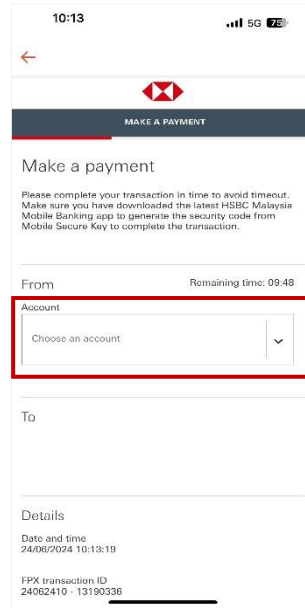 10:13
5G 75
MAKE A PAYMENT
Make a payment
Please complete your transaction in time to avoid timeout.
Make sure you have downloaded the latest HSBC Malaysia
Mobile Banking app to generate the security code from
Mobile Secure Key to complete the transaction.
From
Remaining time: 09:48
Account
Choose an account
To
Details
Date and time
24/06/2024 10:13:19
FPX transaction ID
24062410 - 13190336